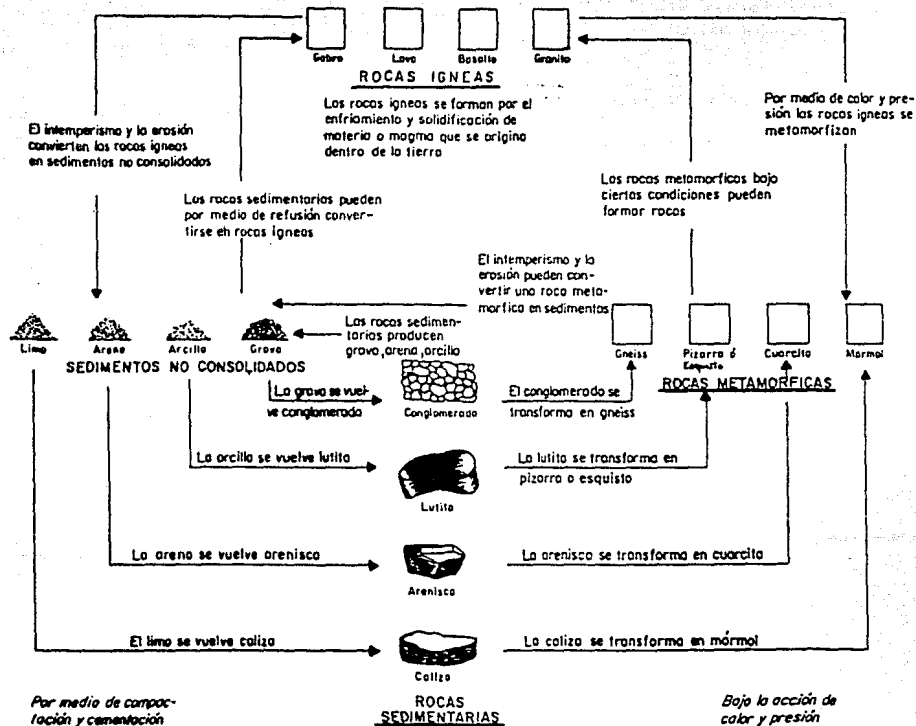 Gabro Lava Basalto Granito
ROCAS IGNEAS
Las rocas igneas se forman por el
enfriamiento y solidificación de
materia o magma que se origina
dentro de la tierra
El intemperismo y la erosión
convierten las rocas igneas
en sedimentos no consolidados
Por medio de calor y pre-
sión las rocas igneas se
metamorfizan
Las rocas sedimentarias pueden
por medio de refusión conver-
tirse en rocas ígneas
Las rocas metamorficas bajo
ciertas condiciones pueden
formar rocas
El intemperismo y la
erosión pueden con-
vertir una roca meta-
morfica en sedimentos
Las rocas sedimen-
tarias producen
grava, arena, arcilla
Limo Arena Arcilla Grava
SEDIMENTOS NO CONSOLIDADOS
Gneiss Pizarra ó Cuarcita Marmol
Esquisto
ROCAS METAMORFICAS
La grava se vuel-
ve conglomerado
Conglomerado
El conglomerado se
transforma en gneiss
La arcilla se vuelve lutita
Lutita
La lutita se transforma en
pizarra o esquisto
La arena se vuelve arenisca
Arenisca
La arenisca se transforma en cuarcita
El limo se vuelve caliza
Caliza
La caliza se transforma en mármol
Por medio de compac-
tación y cementación
ROCAS
SEDIMENTARIAS
Bajo la acción de
calor y presión